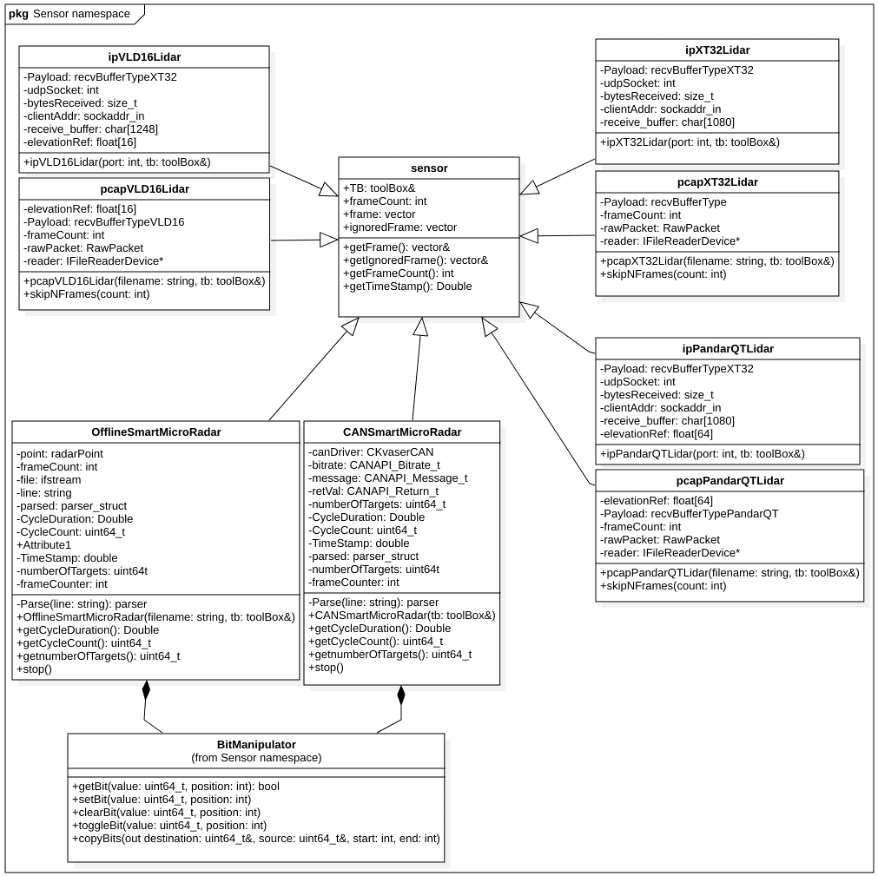 pkg Sensor namespace
ipVLD16Lidar
-Payload: recvBufferTypeXT32
-udpSocket: int
-bytesReceived: size_t
-clientAddr: sockaddr_in
-receive_buffer: char[1248]
-elevationRef: float[16]
+ipVLD16Lidar(port: int, tb: toolBox&)
pcapVLD16Lidar
-elevationRef: float[16]
-Payload: recvBufferTypeVLD16
-frameCount: int
-rawPacket: RawPacket
-reader: IFileReaderDevice*
+pcapVLD16Lidar(filename: string, tb: toolBox&)
+skipNFrames(count: int)
sensor
+TB: toolBox&
+frameCount: int
+frame: vector
+ignoredFrame: vector
+getFrame(): vector&
+getIgnoredFrame(): vector&
+getFrameCount(): int
+getTimeStamp(): Double
ipXT32Lidar
-Payload: recvBufferTypeXT32
-udpSocket: int
-bytesReceived: size_t
-clientAddr: sockaddr_in
-receive_buffer: char[1080]
+ipXT32Lidar(port: int, tb: toolBox&)
pcapXT32Lidar
-Payload: recvBufferType
-frameCount: int
-rawPacket: RawPacket
-reader: IFileReaderDevice*
+pcapXT32Lidar(filename: string, tb: toolBox&)
+skipNFrames(count: int)
ipPandarQTLidar
-Payload: recvBufferTypeXT32
-udpSocket: int
-bytesReceived: size_t
-clientAddr: sockaddr_in
-receive_buffer: char[1080]
-elevationRef: float[64]
+ipPandarQTLidar(port: int, tb: toolBox&)
pcapPandarQTLidar
-elevationRef: float[64]
-Payload: recvBufferTypePandarQT
-frameCount: int
-rawPacket: RawPacket
-reader: IFileReaderDevice*
+pcapPandarQTLidar(filename: string, tb: toolBox&)
+skipNFrames(count: int)
OfflineSmartMicroRadar
-point: radarPoint
-frameCount: int
-file: ifstream
-line: string
-parsed: parser_struct
-CycleDuration: Double
-CycleCount: uint64_t
+Attribute1
-TimeStamp: double
-numberOfTargets: uint64t
-frameCounter: int
-Parse(line: string): parser
+OfflineSmartMicroRadar(filename: string, tb: toolBox&)
+getCycleDuration(): Double
+getCycleCount(): uint64_t
+getnumberOfTargets(): uint64_t
+stop()
CANSmartMicroRadar
-canDriver: CKvaserCAN
-bitrate: CANAPI_Bitrate_t
-message: CANAPI_Message_t
-retVal: CANAPI_Return_t
-numberOfTargets: uint64_t
-CycleDuration: Double
-CycleCount: uint64_t
-TimeStamp: double
-parsed: parser_struct
-numberOfTargets: uint64t
-frameCounter: int
-Parse(line: string): parser
+CANSmartMicroRadar(tb: toolBox&)
+getCycleDuration(): Double
+getCycleCount(): uint64_t
+getnumberOfTargets(): uint64_t
+stop()
BitManipulator
(from Sensor namespace)
+getBit(value: uint64_t, position: int): bool
+setBit(value: uint64_t, position: int)
+clearBit(value: uint64_t, position: int)
+toggleBit(value: uint64_t, position: int)
+copyBits(out destination: uint64_t&, source: uint64_t&, start: int, end: int)